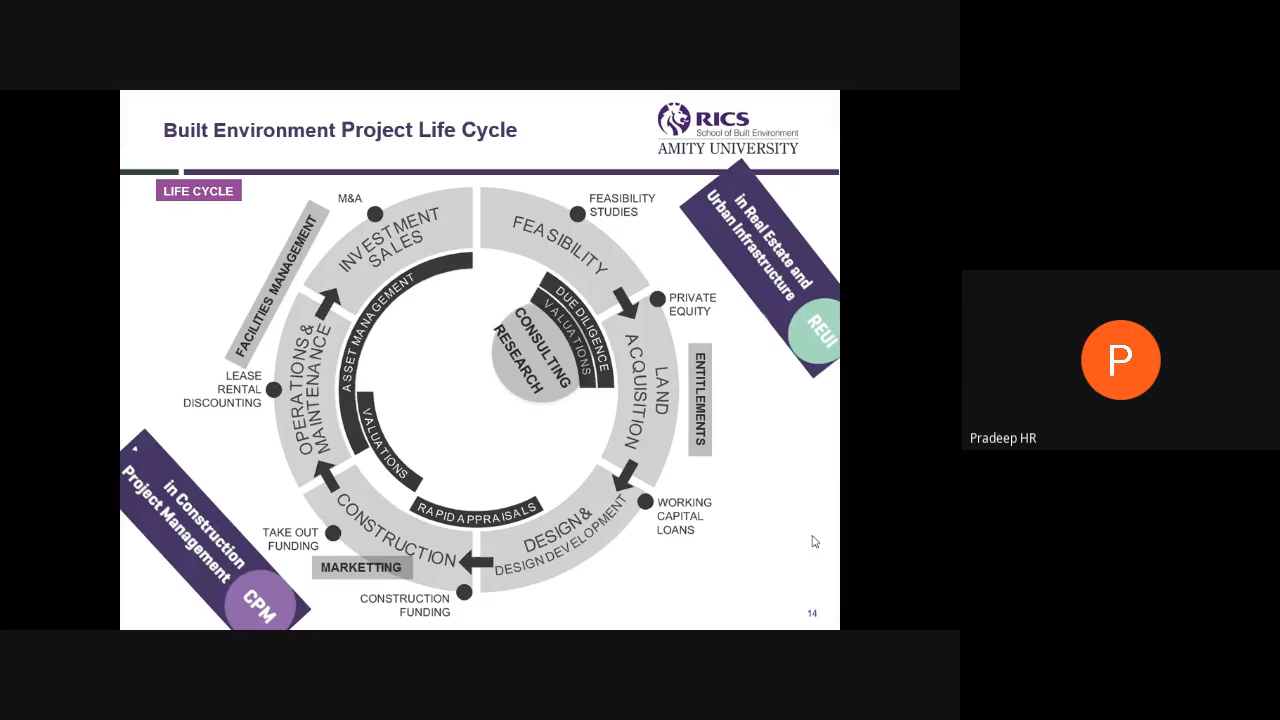 Built Environment Project Life Cycle
RICS
School of Built Environment
AMITY UNIVERSITY
LIFE CYCLE
M&A
FEASIBILITY
STUDIES
INVESTMENT
SALES
FEASIBILITY
in Real Estate and
Urban Infrastructure
REUI
FACILITIES MANAGEMENT
PRIVATE
EQUITY
DUE DILIGENCE
VALUATIONS
CONSULTING
RESEARCH
ASSET MANAGEMENT
LAND
ACQUISITION
ENTITLEMENTS
OPERATIONS &
MAINTENANCE
LEASE
RENTAL
DISCOUNTING
VALUATIONS
Pradeep HR
P
in Construction
Project Management
CPM
RAPID APPRAISALS
WORKING
CAPITAL
LOANS
DESIGN &
DESIGN DEVELOPMENT
CONSTRUCTION
TAKE OUT
FUNDING
MARKETTING
CONSTRUCTION
FUNDING
14